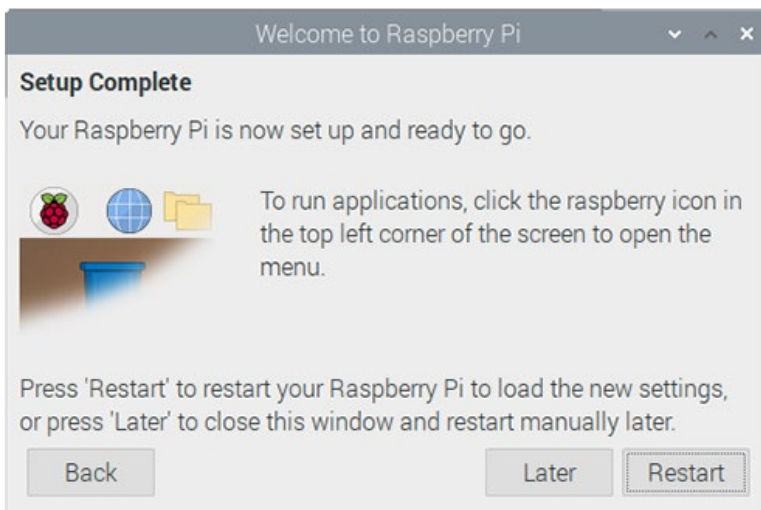 Welcome to Raspberry Pi
Setup Complete
Your Raspberry Pi is now set up and ready to go.
To run applications, click the raspberry icon in
the top left corner of the screen to open the
menu.
Press 'Restart' to restart your Raspberry Pi to load the new settings,
or press 'Later' to close this window and restart manually later.
Back Later Restart